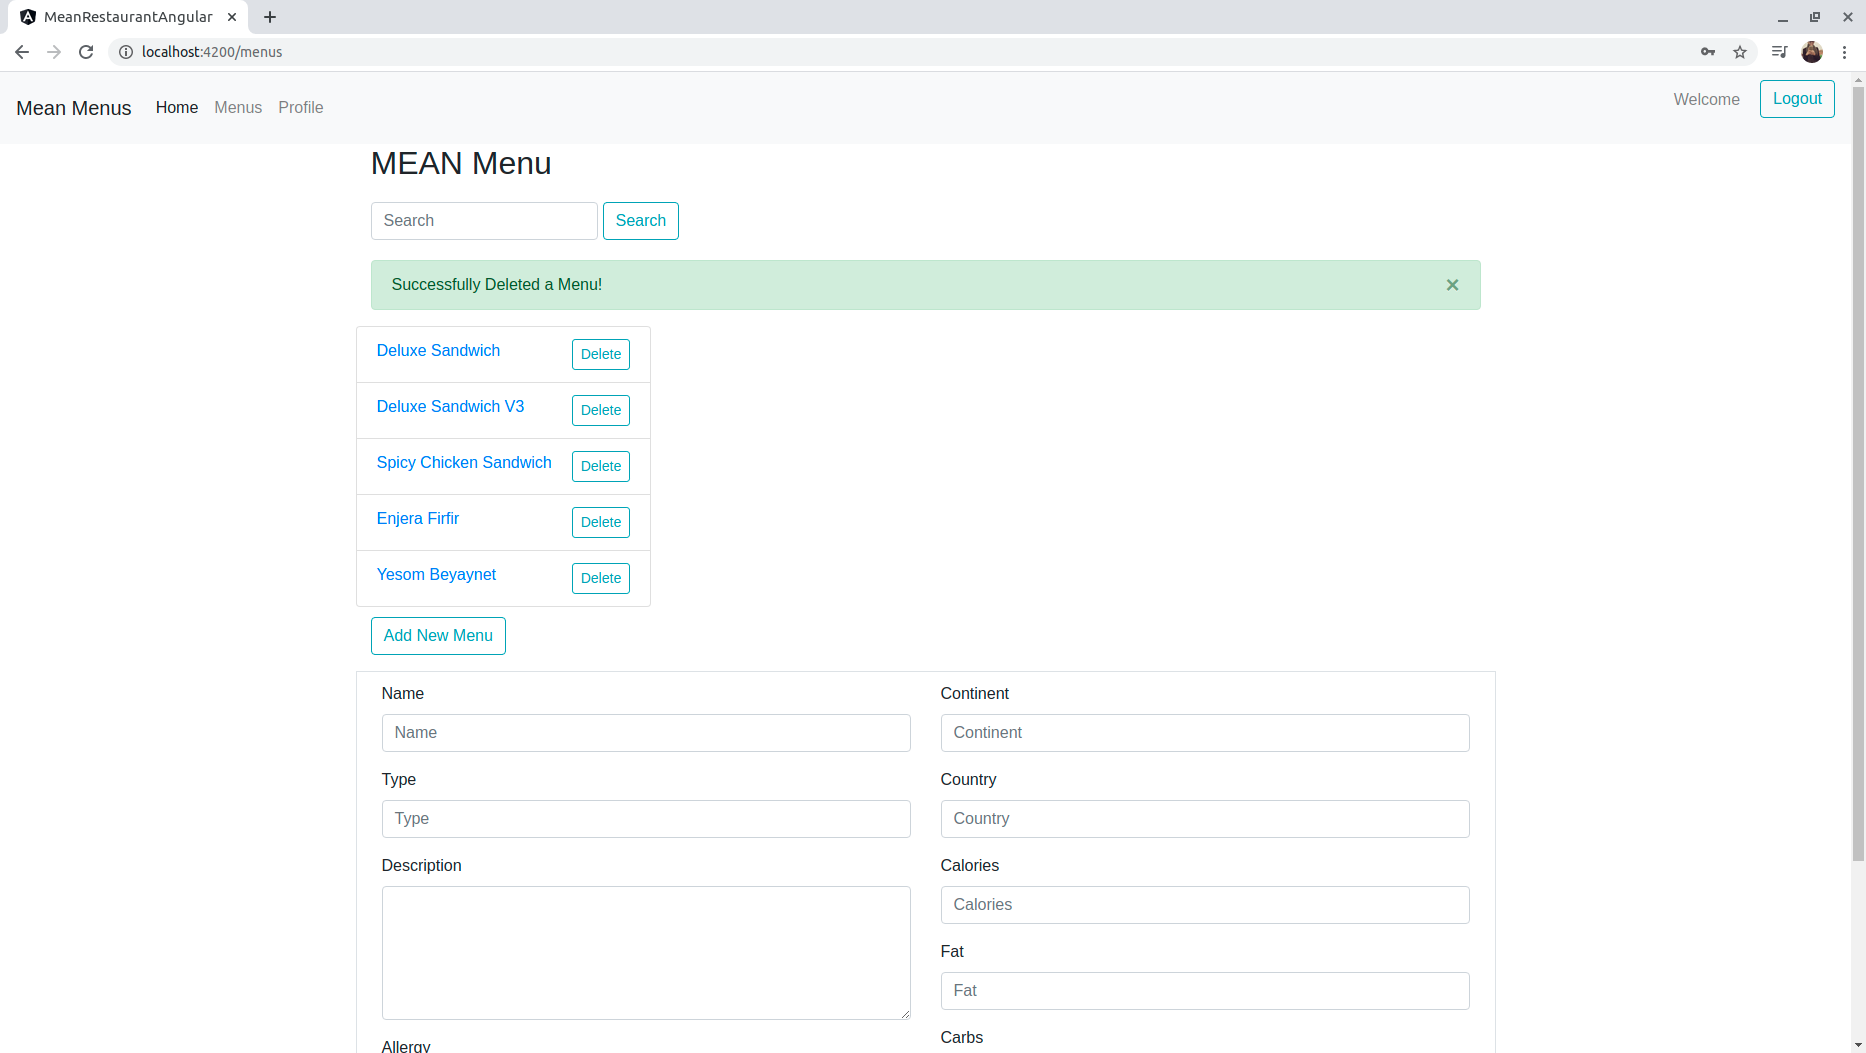 MeanRestaurantAngular
localhost:4200/menus
Mean Menus Home Menus Profile Welcome Logout
MEAN Menu
Search Search
Successfully Deleted a Menu!
Deluxe Sandwich Delete
Deluxe Sandwich V3 Delete
Spicy Chicken Sandwich Delete
Enjera Firfir Delete
Yesom Beyaynet Delete
Add New Menu
Name Continent
Name Continent
Type Country
Type Country
Description Calories
Calories
Fat
Fat
Carbs
Allergy